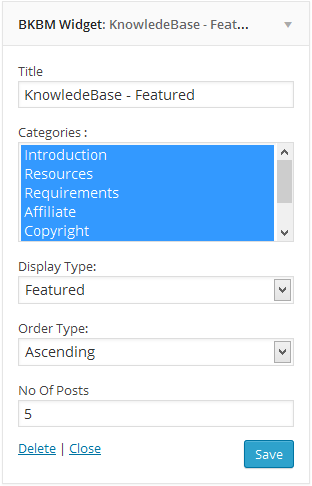 BKBM Widget: KnowledeBase - Feat...
Title
KnowledeBase - Featured
Categories :
Introduction
Resources
Requirements
Affiliate
Copyright
Display Type:
Featured
Order Type:
Ascending
No Of Posts
5
Delete | Close Save